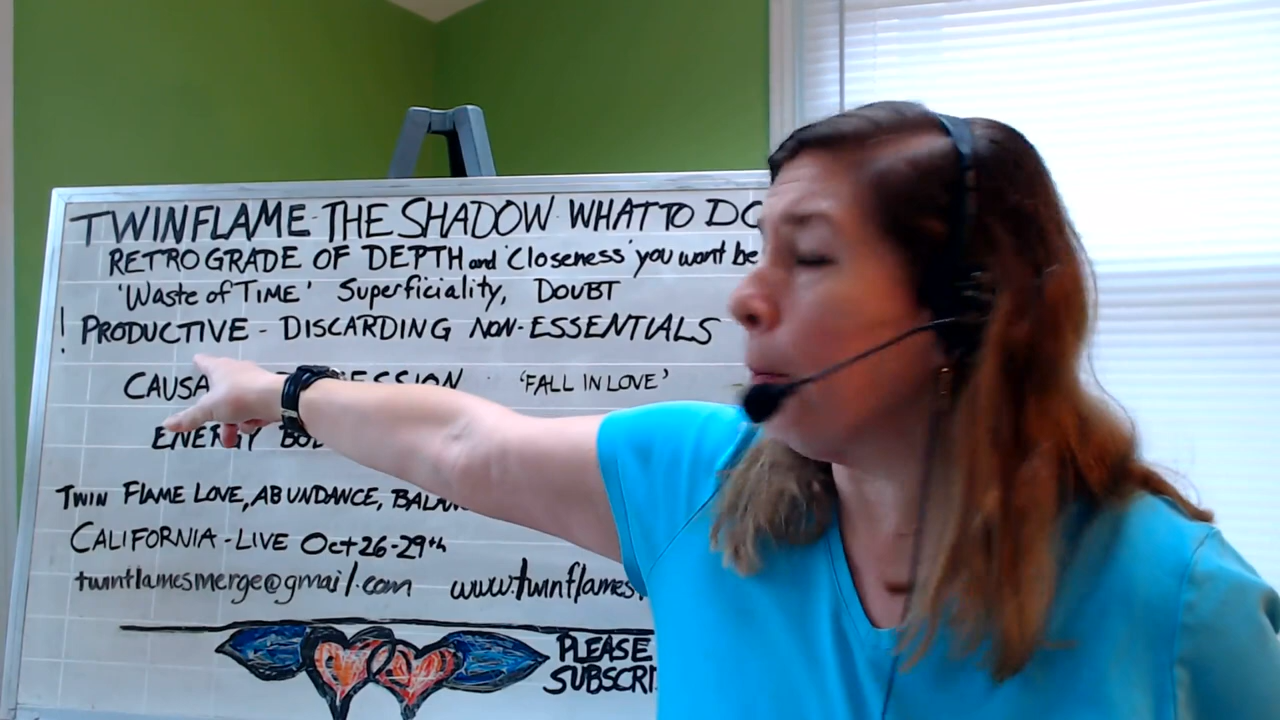 TWINFLAME-THE SHADOW-WHAT TO DO
RETROGRADE OF DEPTH and 'Closeness' you want be
'Waste of TIME' Superficiality, DOUBT
! PRODUCTIVE - DISCARDING NON-ESSENTIALS
'FALL IN LOVE'
ENERGY
TWIN FLAME LOVE, ABUNDANCE,
CALIFORNIA - LIVE Oct 26-29th
twinflamesmerge@gmail.com www.twinflames
PLEASE
SUBSCRI